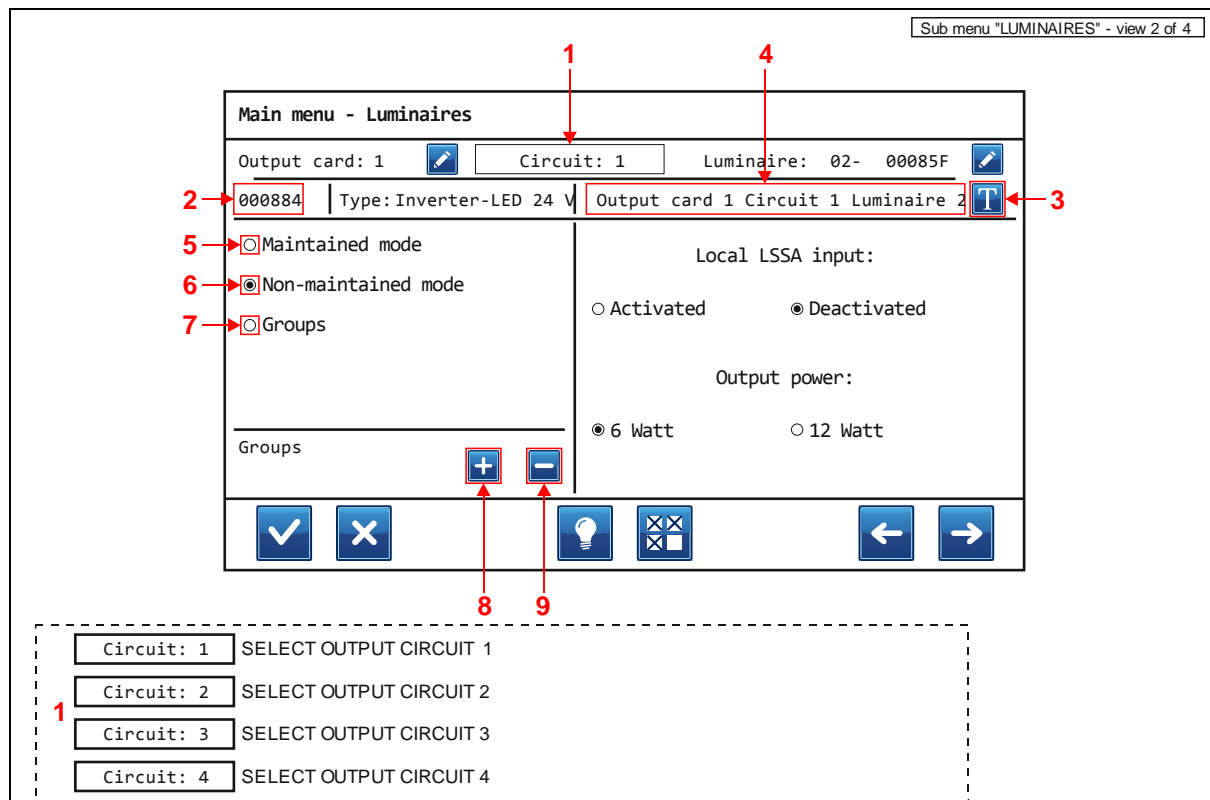 Sub menu "LUMINAIRES" - view 2 of 4
1 4
Main menu - Luminaires
Output card: 1 Circuit: 1 Luminaire: 02- 00085F
2 000884 Type: Inverter-LED 24 V Output card 1 Circuit 1 Luminaire 2 T 3
5 Maintained mode
Local LSSA input:
6 Non-maintained mode
Activated Deactivated
7 Groups
Output power:
6 Watt 12 Watt
Groups
8 9
Circuit: 1 SELECT OUTPUT CIRCUIT 1
Circuit: 2 SELECT OUTPUT CIRCUIT 2
1
Circuit: 3 SELECT OUTPUT CIRCUIT 3
Circuit: 4 SELECT OUTPUT CIRCUIT 4